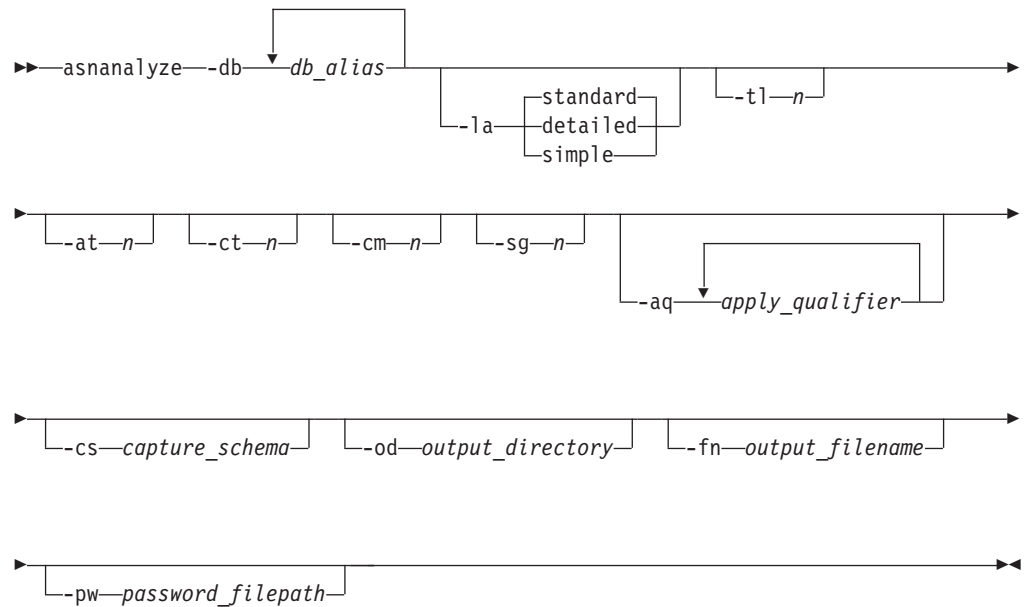 asnanalyze -db db_alias
-la standard -tl n
detailed
simple
-at n -ct n -cm n -sg n
-aq apply_qualifier
-cs capture_schema -od output_directory -fn output_filename
-pw password_filepath